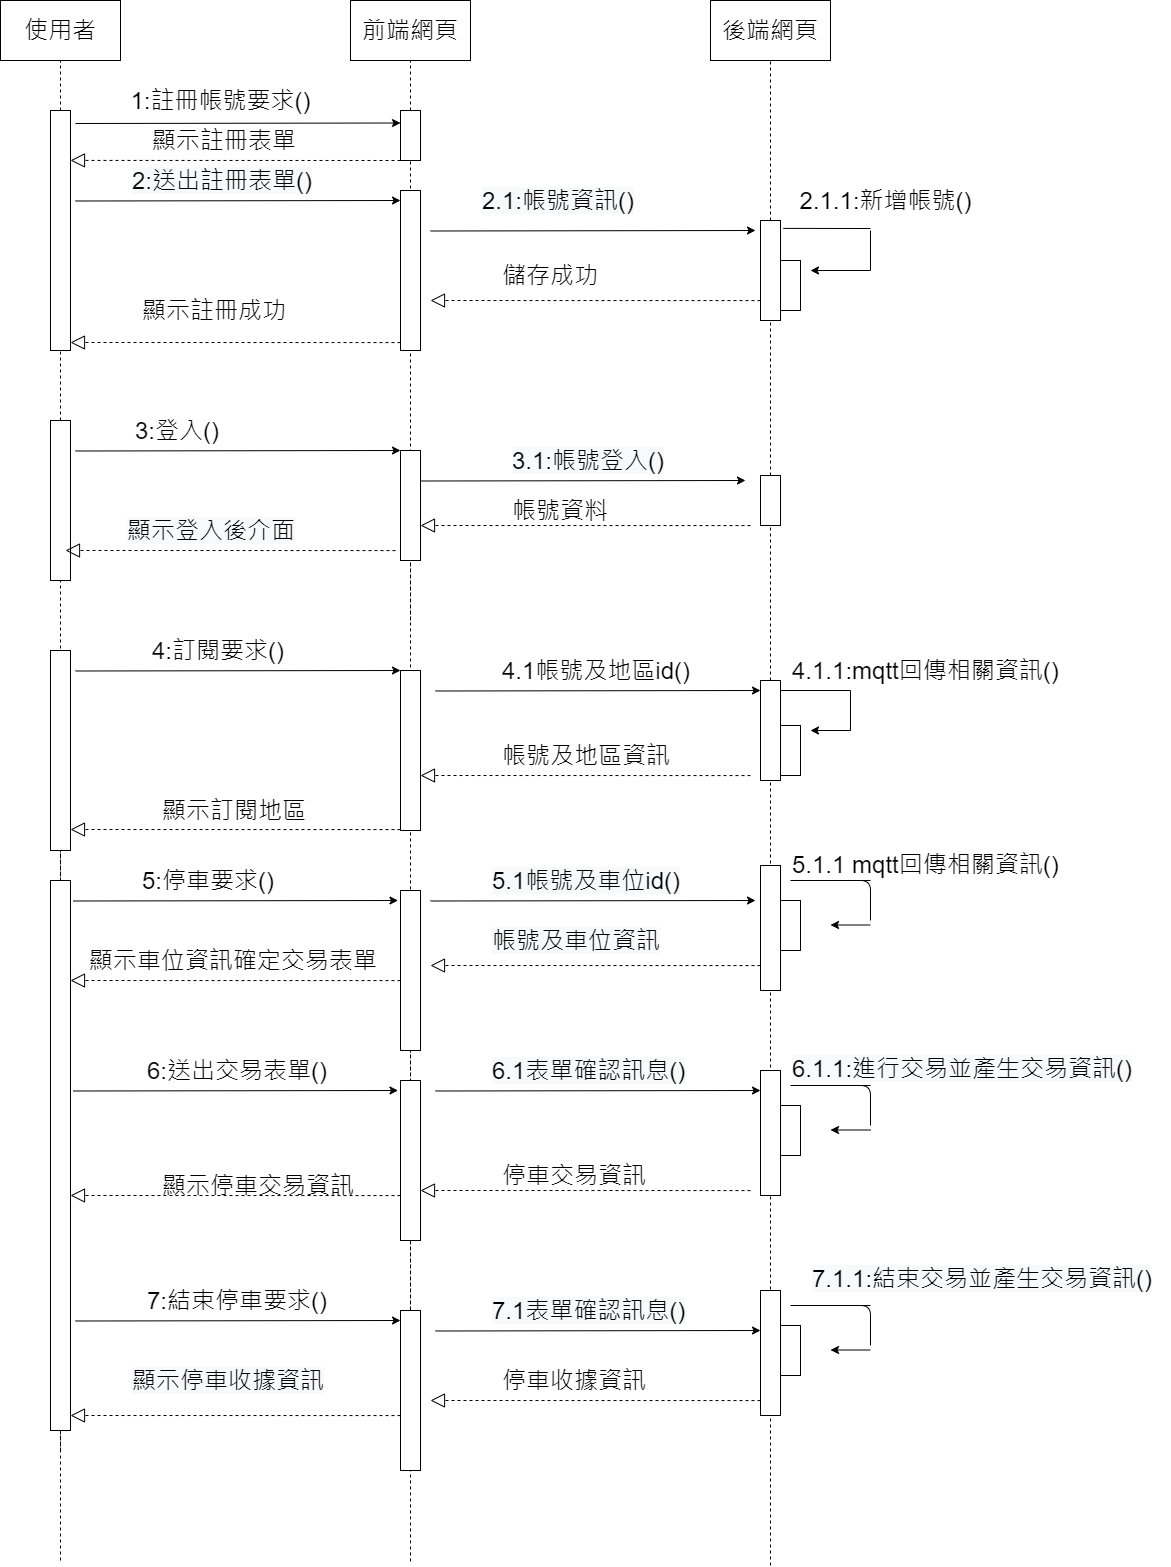 使用者
前端網頁
後端網頁
1:註冊帳號要求()
顯示註冊表單
2:送出註冊表單()
2.1:帳號資訊()
2.1.1:新增帳號()
儲存成功
顯示註冊成功
3:登入()
3.1:帳號登入()
帳號資料
顯示登入後介面
4:訂閱要求()
4.1帳號及地區id()
4.1.1:mqtt回傳相關資訊()
帳號及地區資訊
顯示訂閱地區
5:停車要求()
5.1帳號及車位id()
5.1.1 mqtt回傳相關資訊()
帳號及車位資訊
顯示車位資訊確定交易表單
6:送出交易表單()
6.1表單確認訊息()
6.1.1:進行交易並產生交易資訊()
停車交易資訊
顯示停車交易資訊
7:結束停車要求()
7.1表單確認訊息()
7.1.1:結束交易並產生交易資訊()
停車收據資訊
顯示停車收據資訊